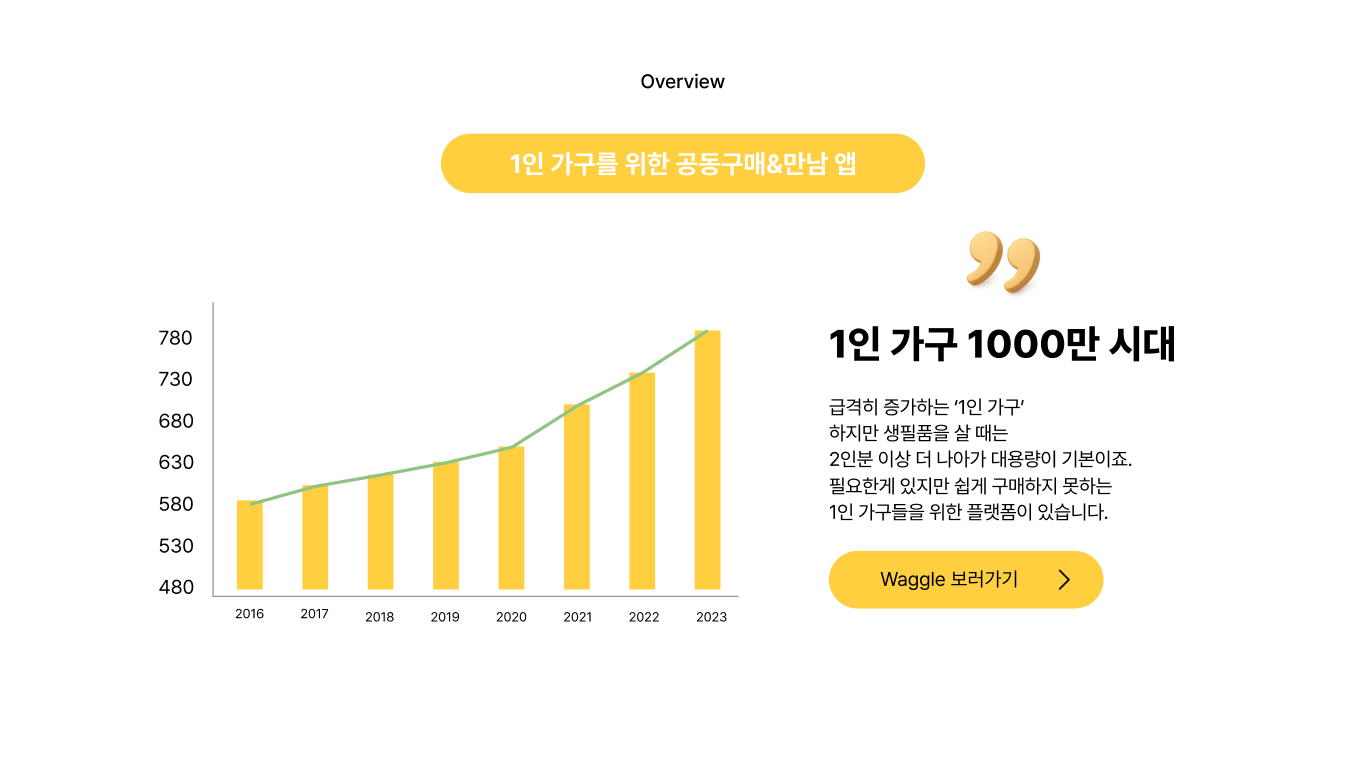 Overview
1인 가구를 위한 공동구매&만남 앱
780
730
680
630
580
530
480
2016 2017 2018 2019 2020 2021 2022 2023
1인 가구 1000만 시대
급격히 증가하는 ‘1인 가구’
하지만 생필품을 살 때는
2인분 이상 더 나아가 대용량이 기본이죠.
필요한게 있지만 쉽게 구매하지 못하는
1인 가구들을 위한 플랫폼이 있습니다.
Waggle 보러가기